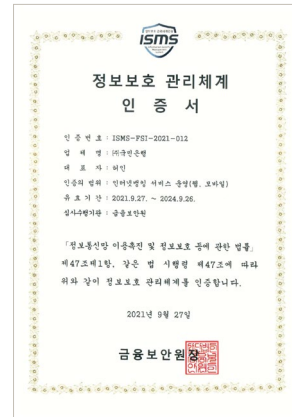 ISMS
정보보호 관리체계
인 증 서
인 증 번 호 : ISMS-FSI-2021-012
업 체 명 : ㈜국민은행
대 표 자 : 허인
인증의 범위 : 인터넷뱅킹 서비스 운영(웹, 모바일)
유 효 기 간 : 2021.9.27. ~ 2024.9.26.
심사수행기관 : 금융보안원
「정보통신망 이용촉진 및 정보보호 등에 관한 법률」
제47조제1항, 같은 법 시행령 제47조에 따라
위와 같이 정보보호 관리체계를 인증합니다.
2021년 9월 27일
금융보안원장